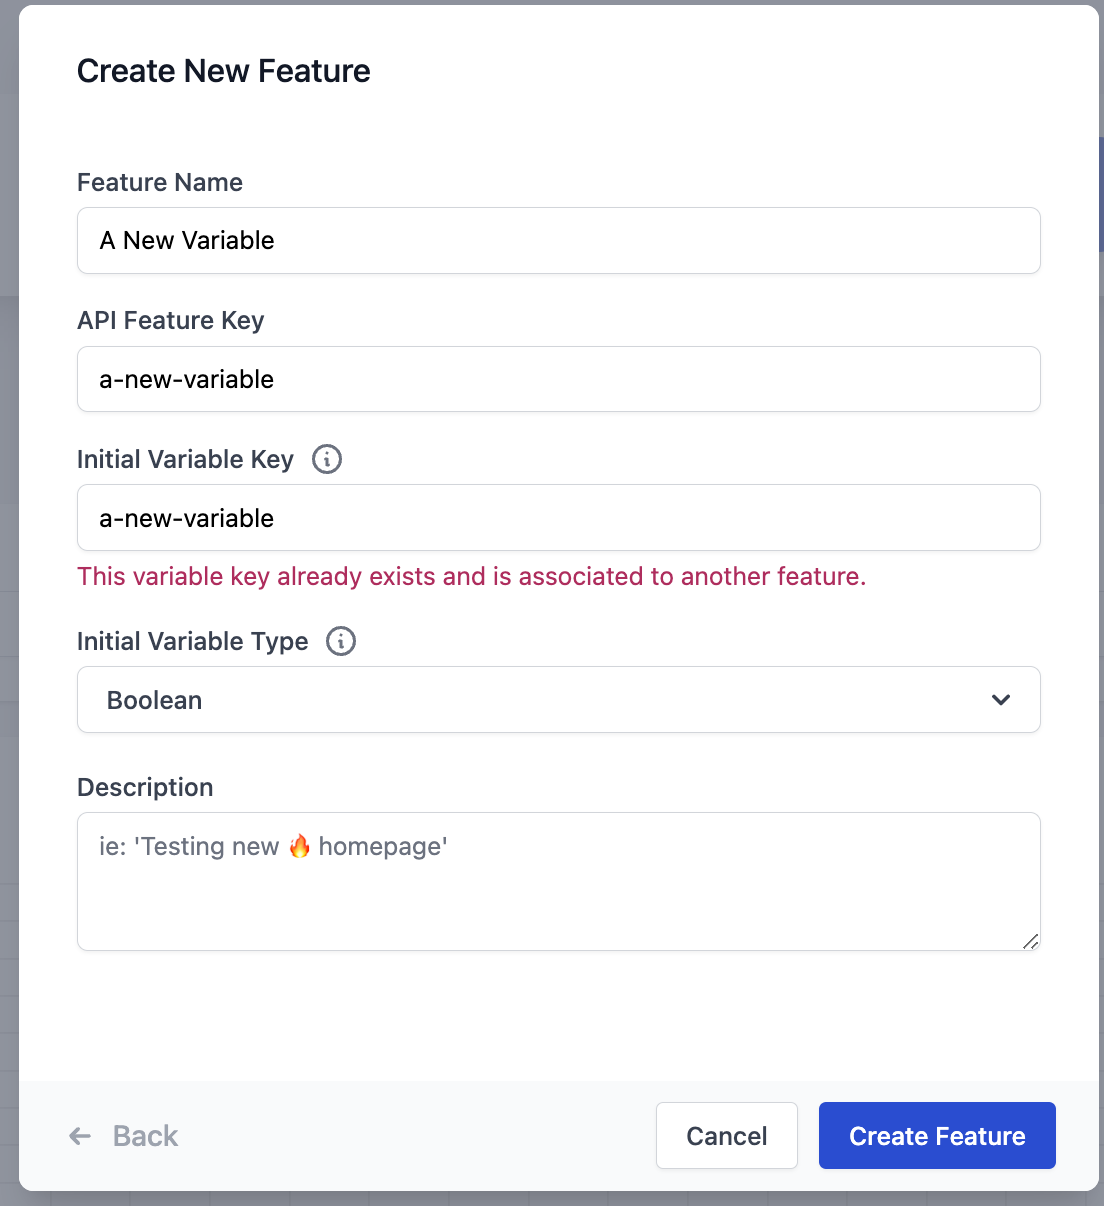 Create New Feature
Feature Name
A New Variable
API Feature Key
a-new-variable
Initial Variable Key
a-new-variable
This variable key already exists and is associated to another feature.
Initial Variable Type
Boolean
Description
ie: 'Testing new 🔥 homepage'
← Back
Cancel
Create Feature